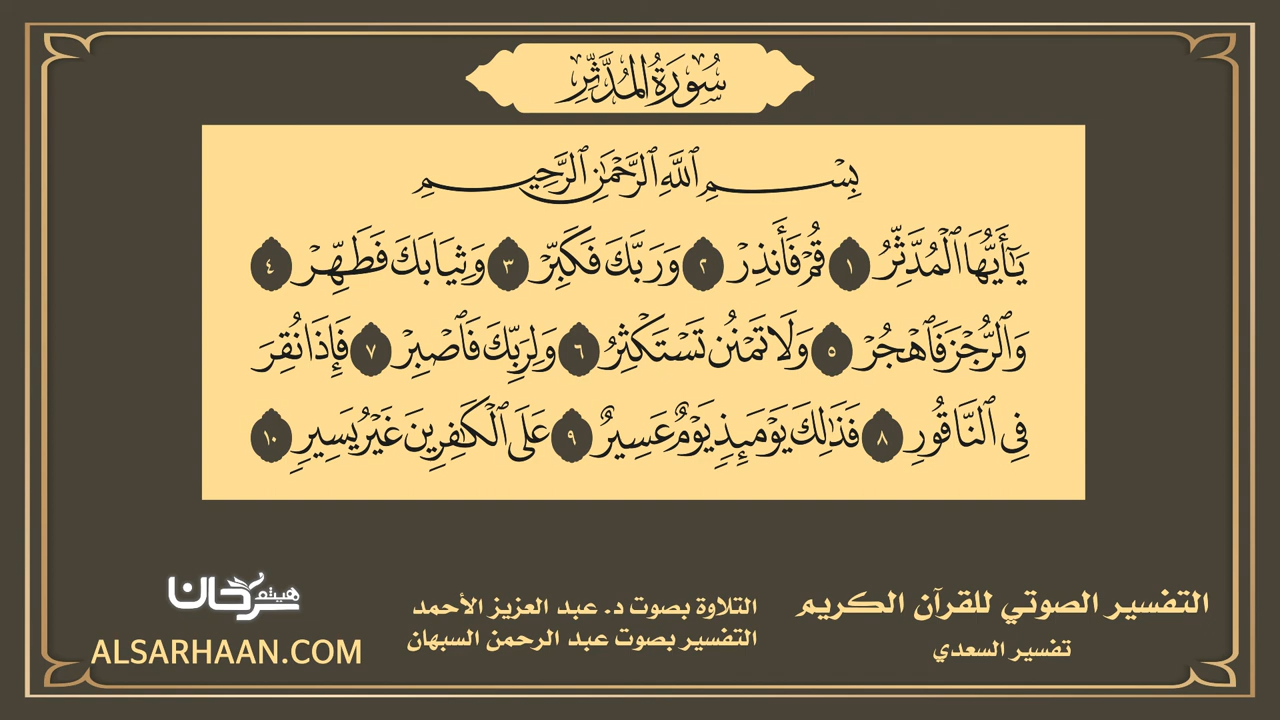 سُورَةُ المُدَّثِّرِ
بِسْمِ ٱللَّهِ ٱلرَّحْمَٰنِ ٱلرَّحِيمِ
يَٰٓأَيُّهَا ٱلْمُدَّثِّرُ ١ قُمْ فَأَنذِرْ ٢ وَرَبَّكَ فَكَبِّرْ ٣ وَثِيَابَكَ فَطَهِّرْ ٤
وَٱلرُّجْزَ فَٱهْجُرْ ٥ وَلَا تَمْنُن تَسْتَكْثِرُ ٦ وَلِرَبِّكَ فَٱصْبِرْ ٧ فَإِذَا نُقِرَ
فِى ٱلنَّاقُورِ ٨ فَذَٰلِكَ يَوْمَئِذٍ يَوْمٌ عَسِيرٌ ٩ عَلَى ٱلْكَٰفِرِينَ غَيْرُ يَسِيرٍ ١٠
التفسير الصوتي للقرآن الكريم
تفسير السعدي
التلاوة بصوت د. عبد العزيز الأحمد
التفسير بصوت عبد الرحمن السبهان
هيثم سرحان
ALSARHAAN.COM